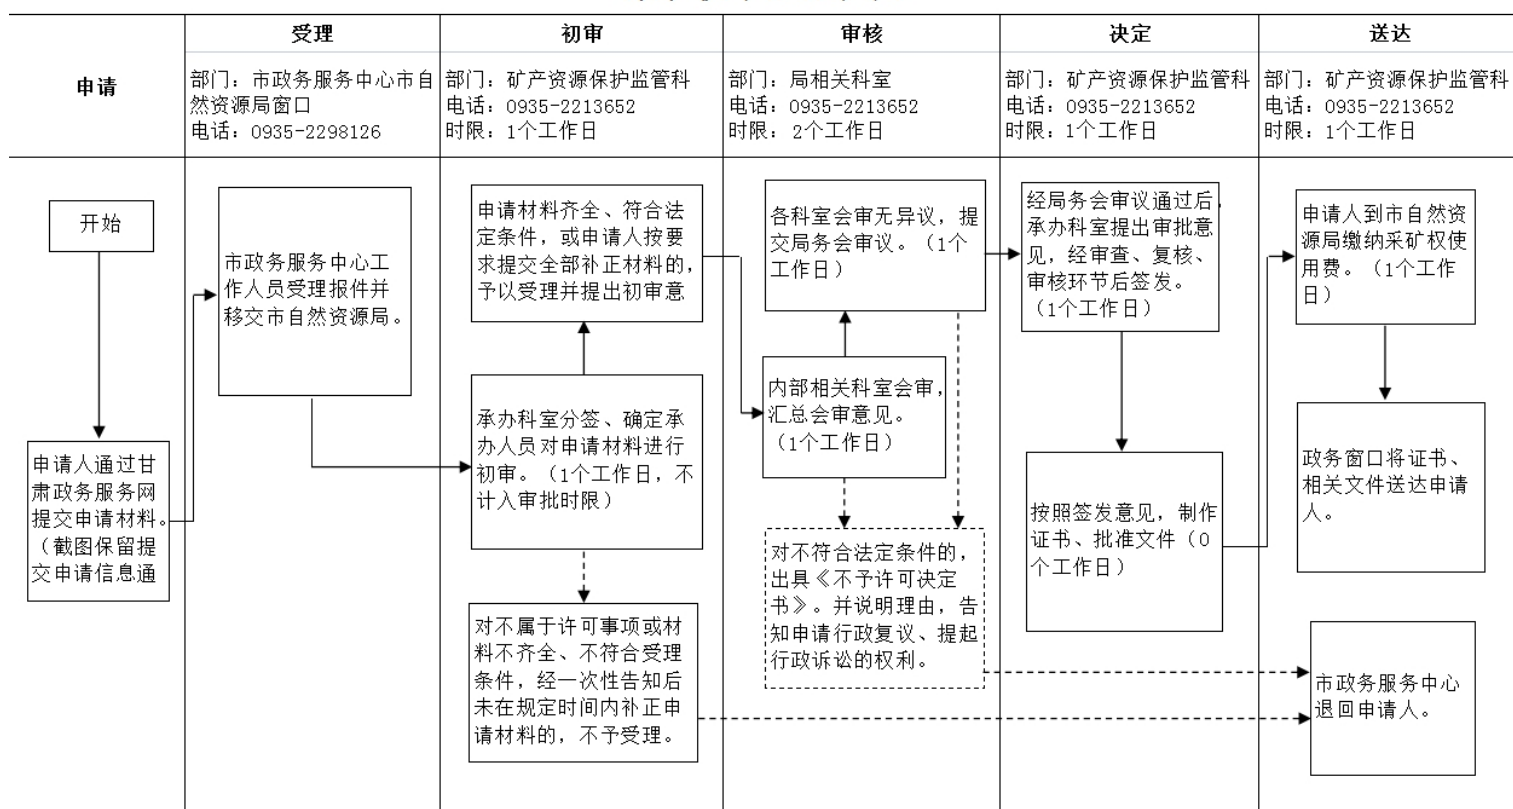 申请
受理
部门：市政务服务中心市自
然资源局窗口
电话：0935-2298126
初审
部门：矿产资源保护监管科
电话：0935-2213652
时限：1个工作日
审核
部门：局相关科室
电话：0935-2213652
时限：2个工作日
决定
部门：矿产资源保护监管科
电话：0935-2213652
时限：1个工作日
送达
部门：矿产资源保护监管科
电话：0935-2213652
时限：1个工作日
开始
申请人通过甘
肃政务服务网
提交申请材料。
（截图保留提
交申请信息通
市政务服务中心工
作人员受理报件并
移交市自然资源局。
申请材料齐全、符合法
定条件，或申请人按要
求提交全部补正材料的，
予以受理并提出初审意
承办科室分签、确定承
办人员对申请材料进行
初审。（1个工作日，不
计入审批时限）
对不属于许可事项或材
料不齐全、不符合受理
条件，经一次性告知后
未在规定时间内补正申
请材料的，不予受理。
各科室会审无异议，提
交局务会审议。（1个
工作日）
内部相关科室会审，
汇总会审意见。
（1个工作日）
对不符合法定条件的，
出具《不予许可决定
书》。并说明理由，告
知申请行政复议、提起
行政诉讼的权利。
经局务会审议通过后，
承办科室提出审批意
见，经审查、复核、
审核环节后签发。
（1个工作日）
按照签发意见，制作
证书、批准文件（0
个工作日）
申请人到市自然资
源局缴纳采矿权使
用费。（1个工作
日）
政务窗口将证书、
相关文件送达申请
人。
市政务服务中心
退回申请人。